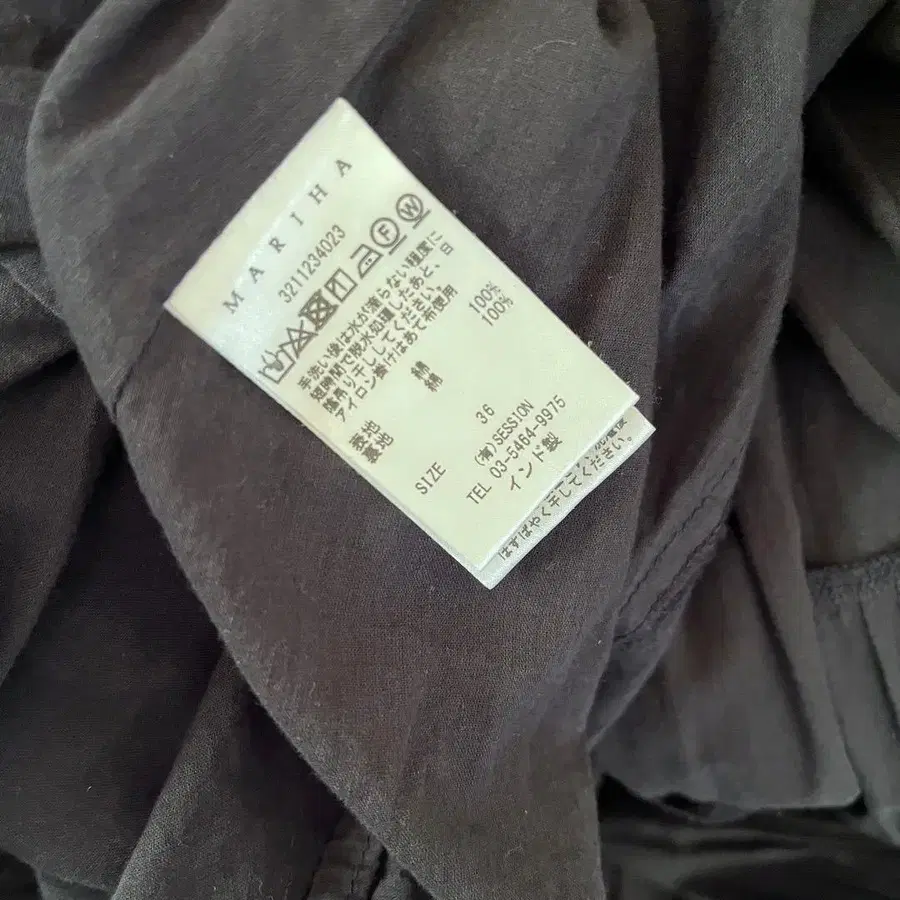 MARIHA
3211234023
F W
手洗い後は水が滴らない程度に
短時間で脱水処理したあと、日
陰吊り干ししてください。
アイロン掛けはあて布使用
表地 綿 100%
裏地 綿 100%
SIZE 36
(有)SESSION
TEL 03-5464-9975
インド製
はすばやく干してください。